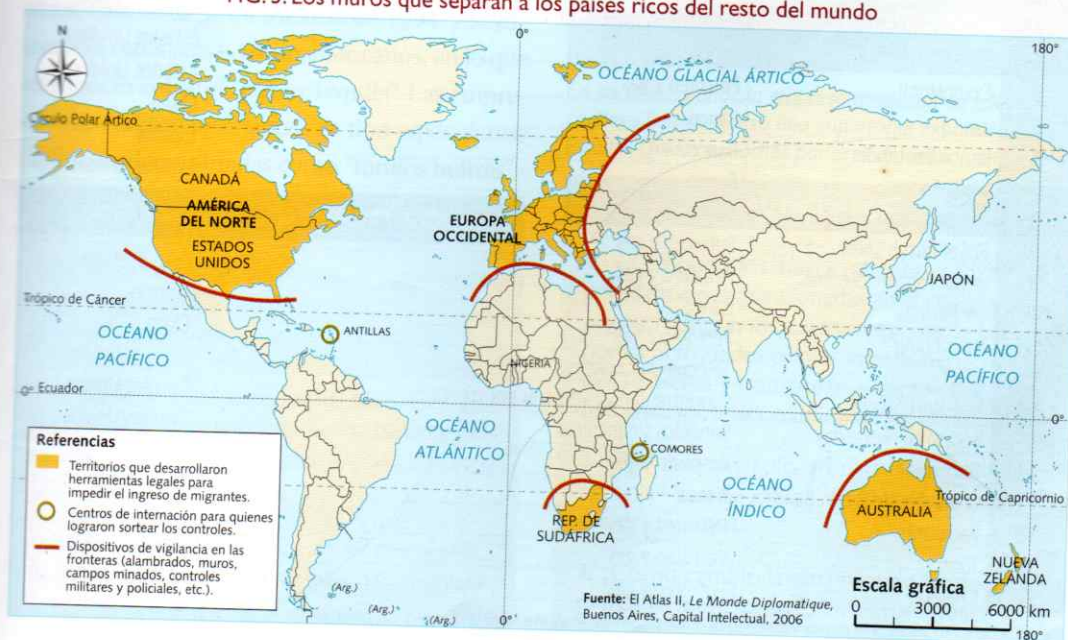 FIG. 3. Los muros que separan a los países ricos del resto del mundo
N
0°
180°
OCÉANO GLACIAL ÁRTICO
Círculo Polar Ártico
CANADÁ
AMÉRICA
DEL NORTE
ESTADOS
UNIDOS
EUROPA
OCCIDENTAL
JAPÓN
Trópico de Cáncer
ANTILLAS
OCÉANO
PACÍFICO
NIGERIA
OCÉANO
PACÍFICO
0° Ecuador
0°
OCÉANO
ATLÁNTICO
COMORES
OCÉANO
ÍNDICO
Trópico de Capricornio
AUSTRALIA
REP. DE
SUDÁFRICA
NUEVA
ZELANDA
Referencias
Territorios que desarrollaron
herramientas legales para
impedir el ingreso de migrantes.
Centros de internación para quienes
lograron sortear los controles.
Dispositivos de vigilancia en las
fronteras (alambrados, muros,
campos minados, controles
militares y policiales, etc.).
(Arg.)
(Arg.)
(Arg.)
0°
Fuente: El Atlas II, Le Monde Diplomatique,
Buenos Aires, Capital Intelectual, 2006
Escala gráfica
0 3000 6000 km
180°